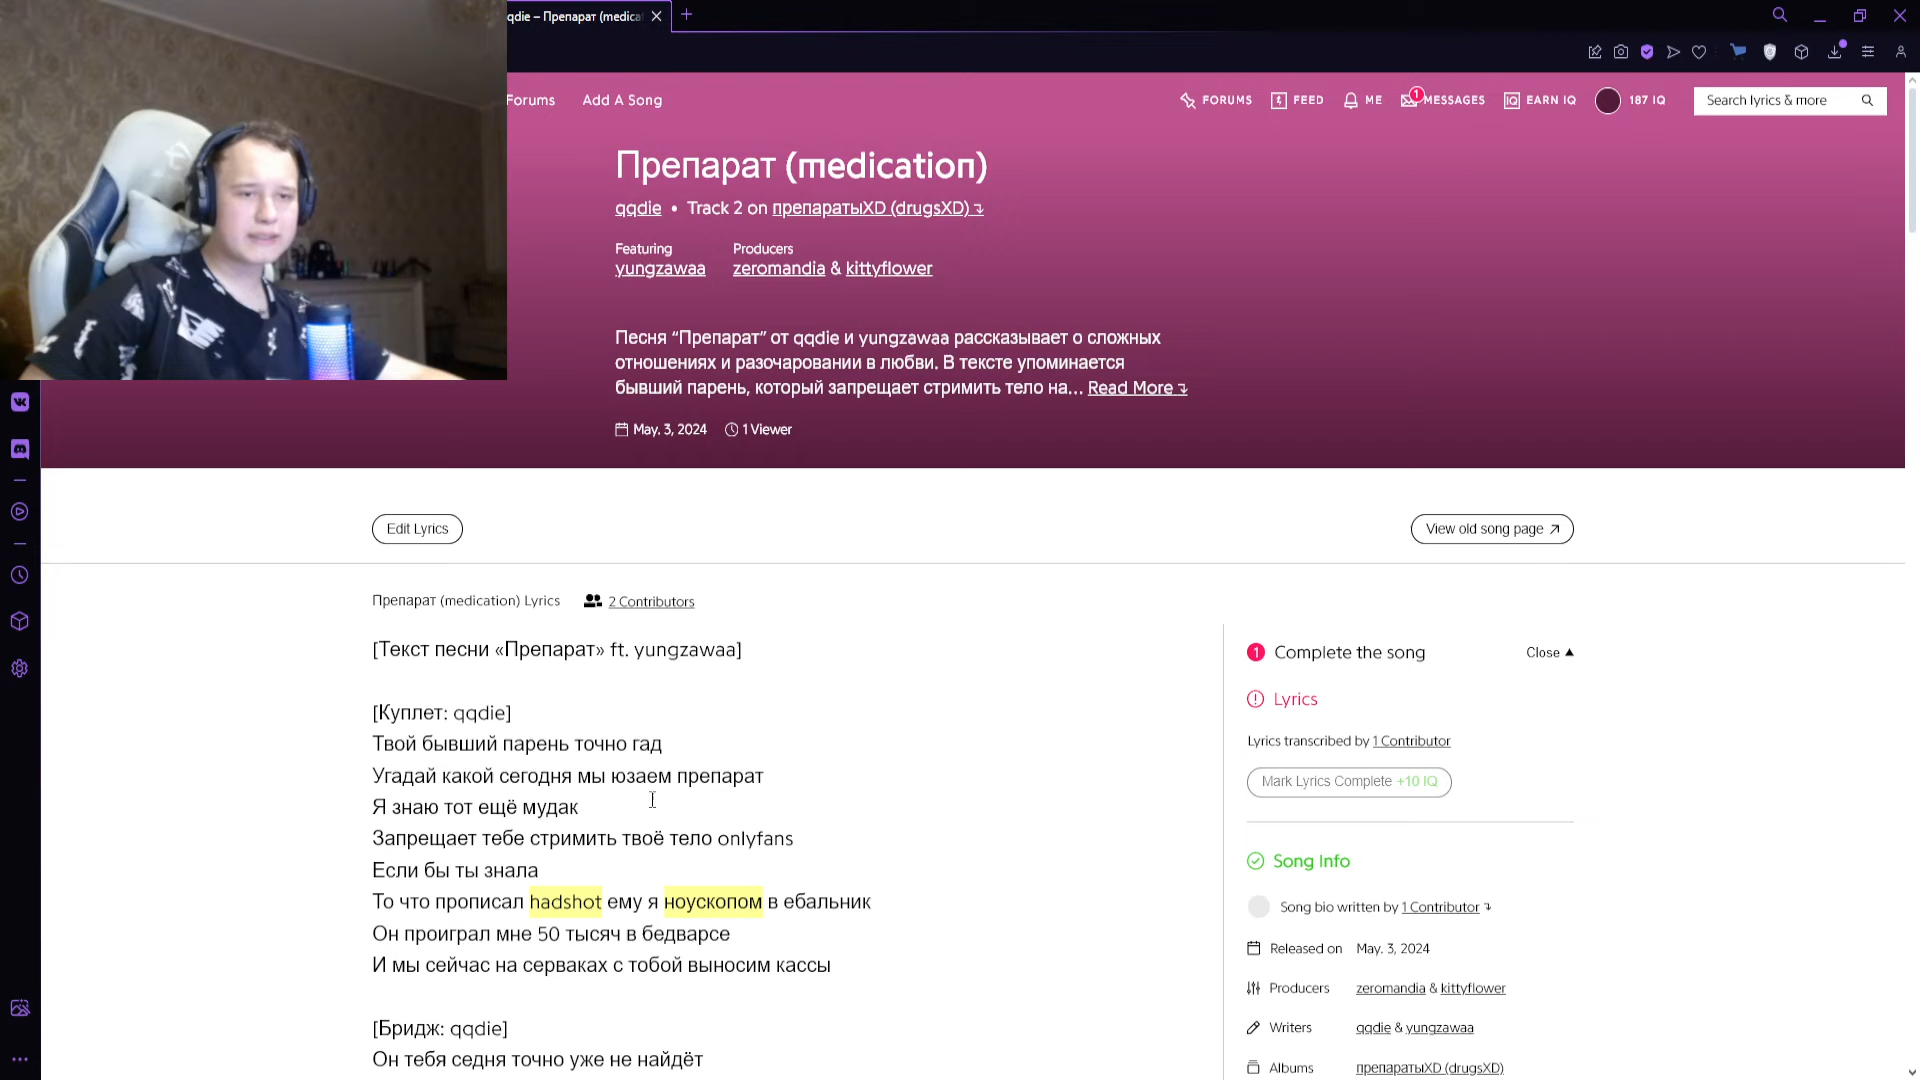 qqdie – Препарат (medica
Forums
Add A Song
FORUMS
FEED
ME
1
MESSAGES
EARN IQ
187 IQ
Search lyrics & more
Препарат (medication)
qqdie • Track 2 on препаратыXD (drugsXD)
Featuring
yungzawaa
Producers
zeromandia & kittyflower
Песня “Препарат” от qqdie и yungzawaa рассказывает о сложных
отношениях и разочаровании в любви. В тексте упоминается
бывший парень, который запрещает стримить тело на... Read More
May. 3, 2024
1 Viewer
Edit Lyrics
View old song page
Препарат (medication) Lyrics
2 Contributors
[Текст песни «Препарат» ft. yungzawaa]
[Куплет: qqdie]
Твой бывший парень точно гад
Угадай какой сегодня мы юзаем препарат
Я знаю тот ещё мудак
Запрещает тебе стримить твоё тело onlyfans
Если бы ты знала
То что прописал hadshot ему я ноускопом в ебальник
Он проиграл мне 50 тысяч в бедварсе
И мы сейчас на серваках с тобой выносим кассы
[Бридж: qqdie]
Он тебя седня точно уже не найдёт
1 Complete the song
Close
Lyrics
Lyrics transcribed by 1 Contributor
Mark Lyrics Complete +10 IQ
Song Info
Song bio written by 1 Contributor
Released on May. 3, 2024
Producers zeromandia & kittyflower
Writers qqdie & yungzawaa
Albums препаратыXD (drugsXD)